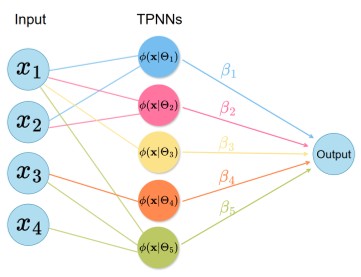 Input
TPNNs
x₁
x₂
x₃
x₄
ϕ(x|Θ₁)
ϕ(x|Θ₂)
ϕ(x|Θ₃)
ϕ(x|Θ₄)
ϕ(x|Θ₅)
β₁
β₂
β₃
β₄
β₅
Output